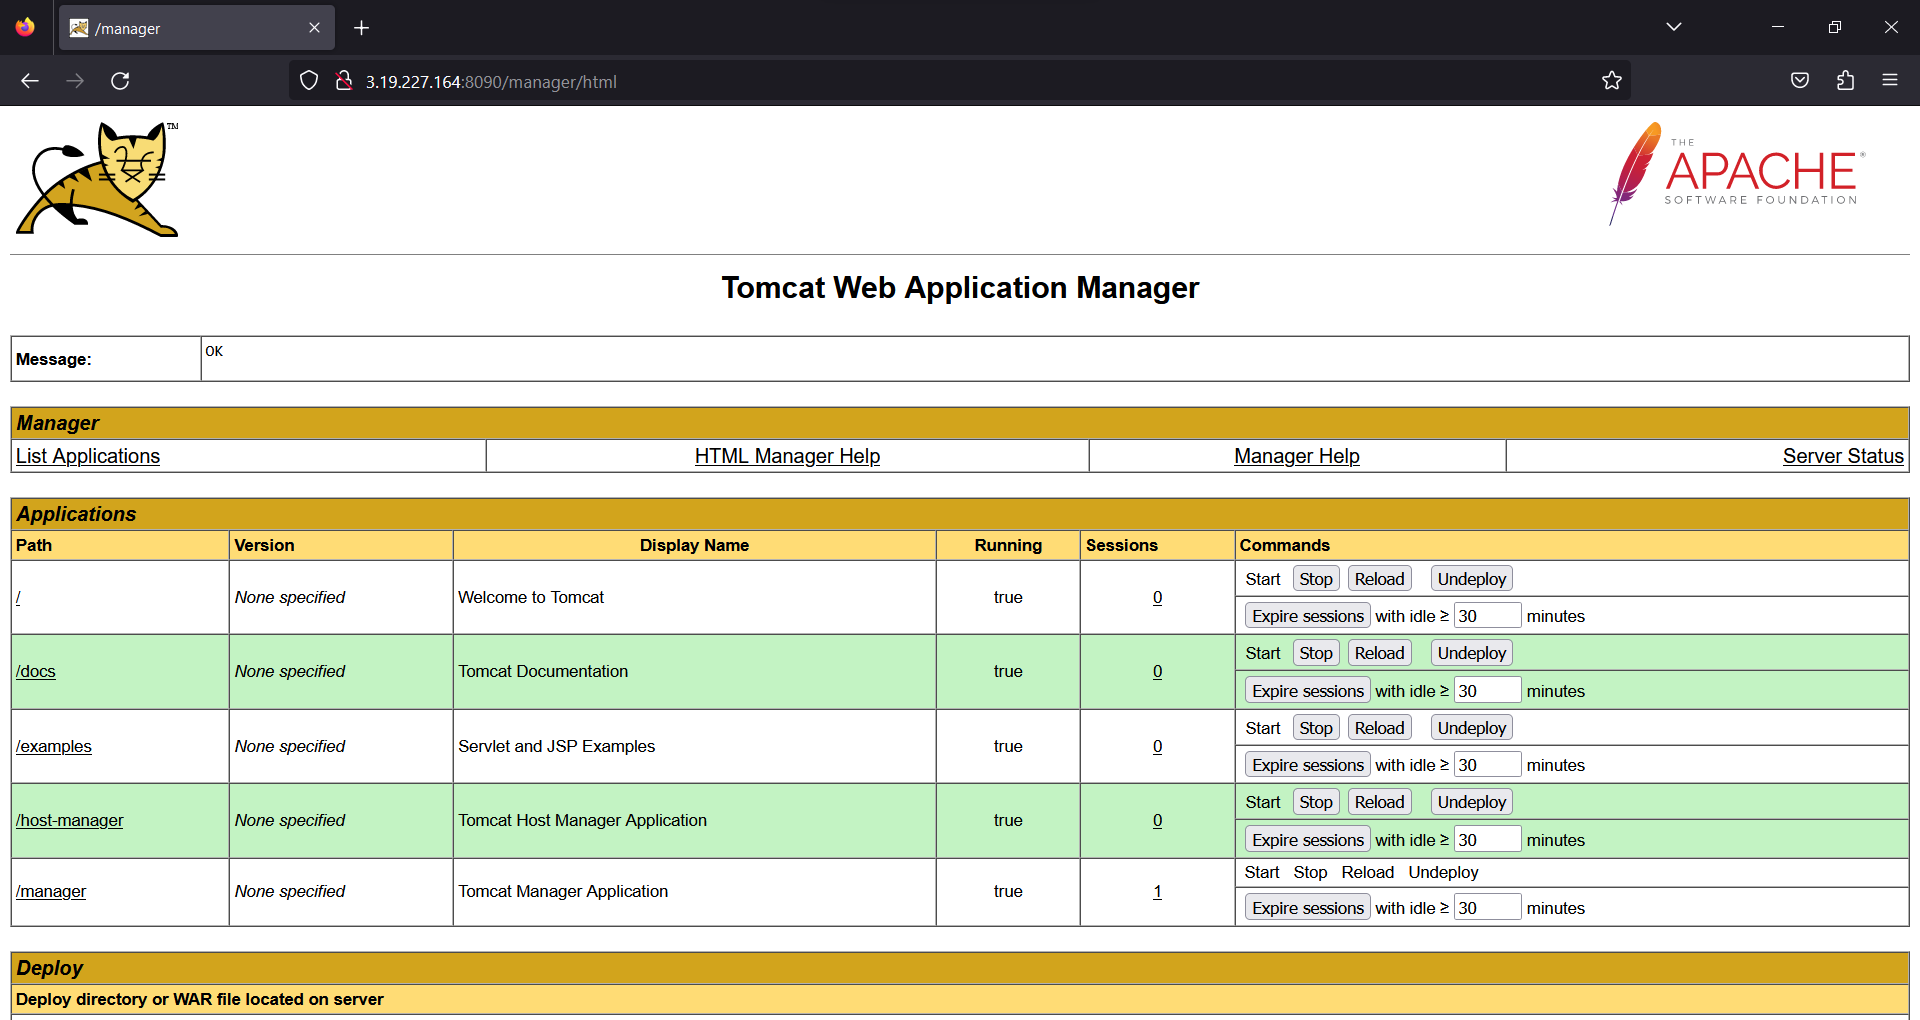 /manager
3.19.227.164:8090/manager/html
TM
THE
APACHE®
SOFTWARE FOUNDATION
Tomcat Web Application Manager
Message: OK
Manager
List Applications HTML Manager Help Manager Help Server Status
Applications
Path Version Display Name Running Sessions Commands
/ None specified Welcome to Tomcat true 0 Start Stop Reload Undeploy
Expire sessions with idle ≥ 30 minutes
/docs None specified Tomcat Documentation true 0 Start Stop Reload Undeploy
Expire sessions with idle ≥ 30 minutes
/examples None specified Servlet and JSP Examples true 0 Start Stop Reload Undeploy
Expire sessions with idle ≥ 30 minutes
/host-manager None specified Tomcat Host Manager Application true 0 Start Stop Reload Undeploy
Expire sessions with idle ≥ 30 minutes
/manager None specified Tomcat Manager Application true 1 Start Stop Reload Undeploy
Expire sessions with idle ≥ 30 minutes
Deploy
Deploy directory or WAR file located on server